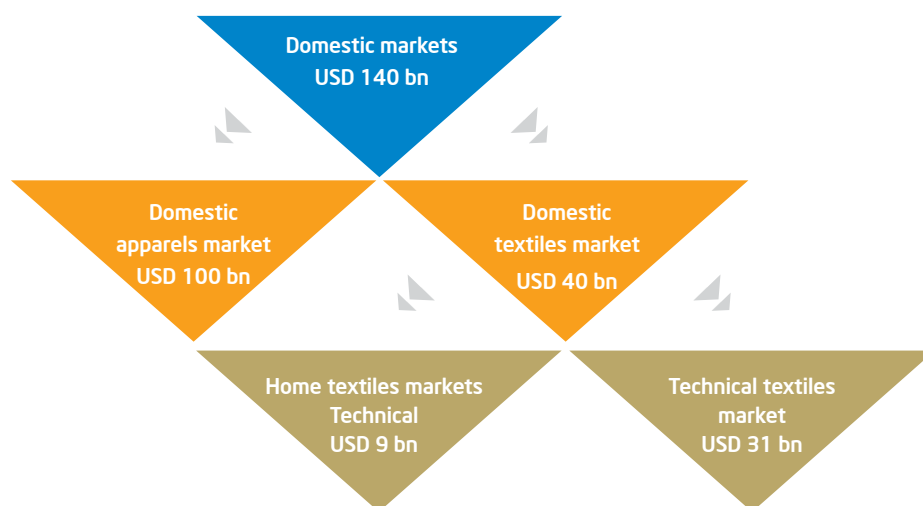 Domestic markets
USD 140 bn
Domestic
apparels market
USD 100 bn
Domestic
textiles market
USD 40 bn
Home textiles markets
Technical
USD 9 bn
Technical textiles
market
USD 31 bn